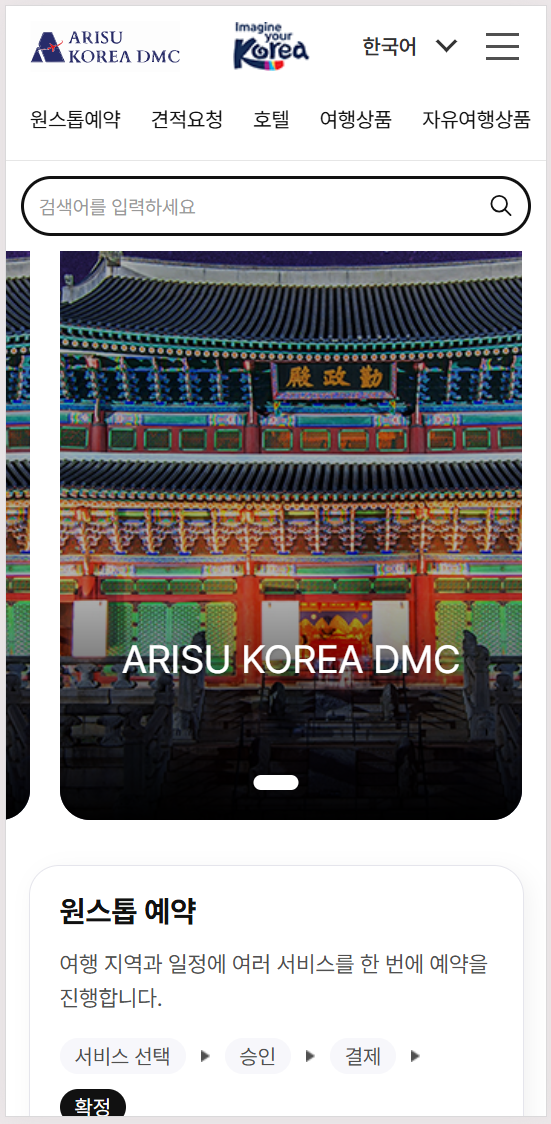 ARISU
KOREA DMC
Imagine
your
Korea
한국어
원스톱예약 견적요청 호텔 여행상품 자유여행상품
검색어를 입력하세요
殿政勤
ARISU KOREA DMC
원스톱 예약
여행 지역과 일정에 여러 서비스를 한 번에 예약을
진행합니다.
서비스 선택 ▶ 승인 ▶ 결제 ▶
확정